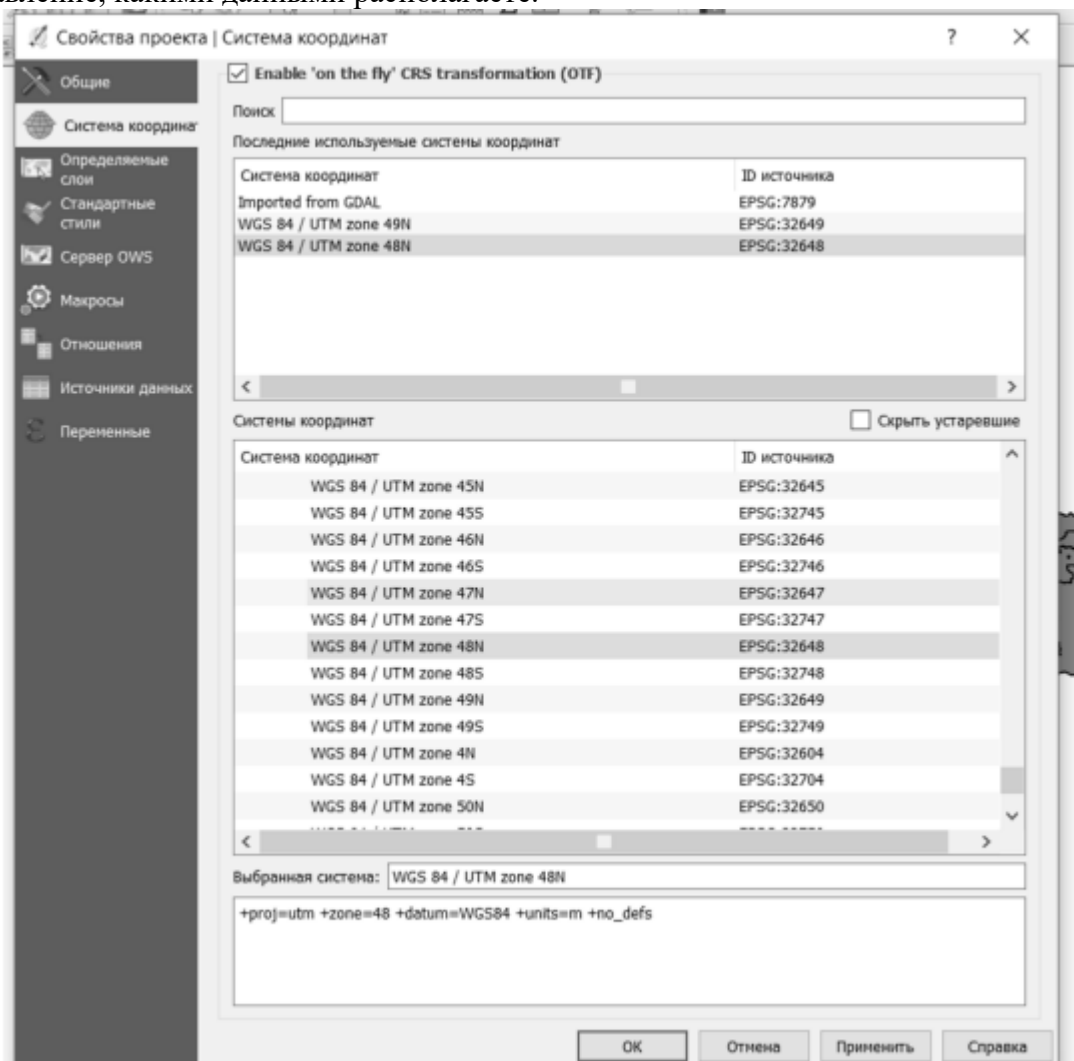 вление, какими данными располагаете.
Свойства проекта | Система координат
Общие
Система координат
Определяемые
слои
Стандартные
стили
Сервер OWS
Макросы
Отношения
Источники данных
Переменные
Enable 'on the fly' CRS transformation (OTF)
Поиск
Последние используемые системы координат
Система координат ID источника
Imported from GDAL EPSG:7879
WGS 84 / UTM zone 49N EPSG:32649
WGS 84 / UTM zone 48N EPSG:32648
Системы координат Скрыть устаревшие
Система координат ID источника
WGS 84 / UTM zone 45N EPSG:32645
WGS 84 / UTM zone 45S EPSG:32745
WGS 84 / UTM zone 46N EPSG:32646
WGS 84 / UTM zone 46S EPSG:32746
WGS 84 / UTM zone 47N EPSG:32647
WGS 84 / UTM zone 47S EPSG:32747
WGS 84 / UTM zone 48N EPSG:32648
WGS 84 / UTM zone 48S EPSG:32748
WGS 84 / UTM zone 49N EPSG:32649
WGS 84 / UTM zone 49S EPSG:32749
WGS 84 / UTM zone 4N EPSG:32604
WGS 84 / UTM zone 4S EPSG:32704
WGS 84 / UTM zone 50N EPSG:32650
Выбранная система: WGS 84 / UTM zone 48N
+proj=utm +zone=48 +datum=WGS84 +units=m +no_defs
ОК Отмена Применить Справка